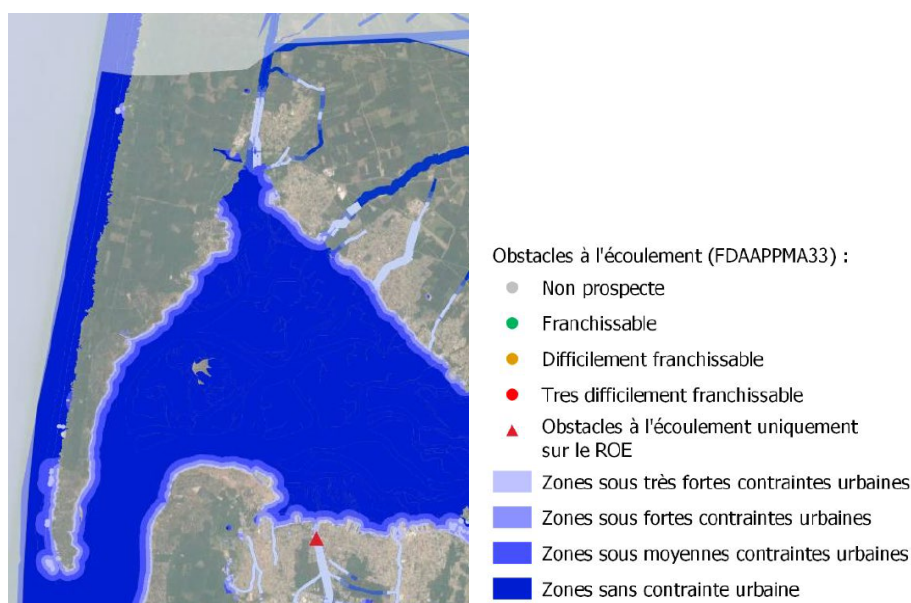 Obstacles à l'écoulement (FDAAPPMA33) :
Non prospecte
Franchissable
Difficilement franchissable
Tres difficilement franchissable
Obstacles à l'écoulement uniquement
sur le ROE
Zones sous très fortes contraintes urbaines
Zones sous fortes contraintes urbaines
Zones sous moyennes contraintes urbaines
Zones sans contrainte urbaine